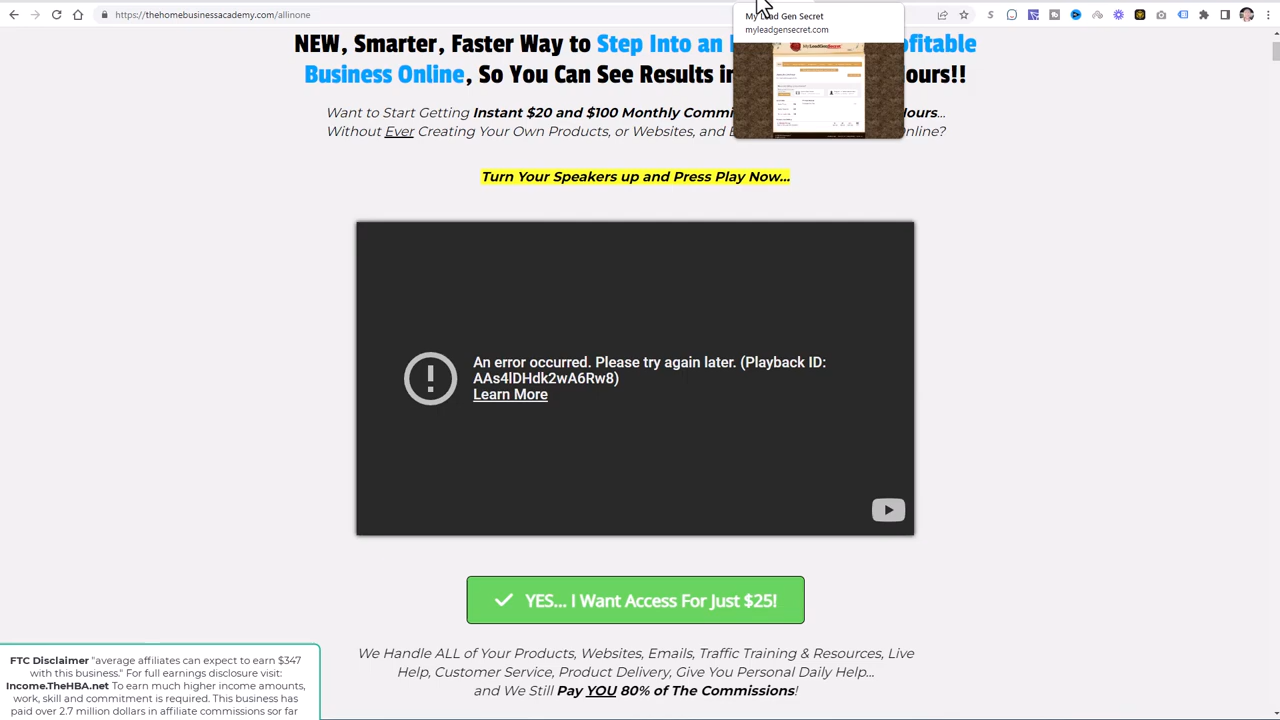 https://thehomebusinessacademy.com/allinone
My Lead Gen Secret
myleadgensecret.com
NEW, Smarter, Faster Way to Step Into an
Business Online, So You Can See Results in
Want to Start Getting Instant $20 and $100 Monthly
Without Ever Creating Your Own Products, or Websites, and
Turn Your Speakers up and Press Play Now...
An error occurred. Please try again later. (Playback ID:
AAs4lDHdk2wA6Rw8)
Learn More
YES... I Want Access For Just $25!
We Handle ALL of Your Products, Websites, Emails, Traffic Training & Resources, Live
Help, Customer Service, Product Delivery, Give You Personal Daily Help...
and We Still Pay YOU 80% of The Commissions!
FTC Disclaimer "average affiliates can expect to earn $347
with this business." For full earnings disclosure visit:
Income.TheHBA.net To earn much higher income amounts,
work, skill and commitment is required. This business has
paid over 2.7 million dollars in affiliate commissions sor far